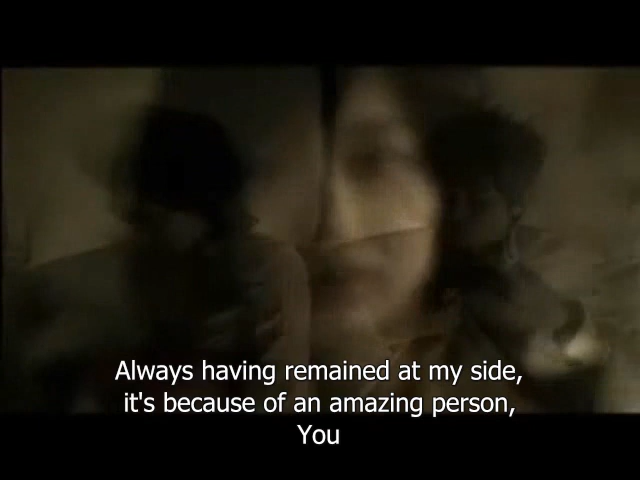 Always having remained at my side,
it's because of an amazing person,
You